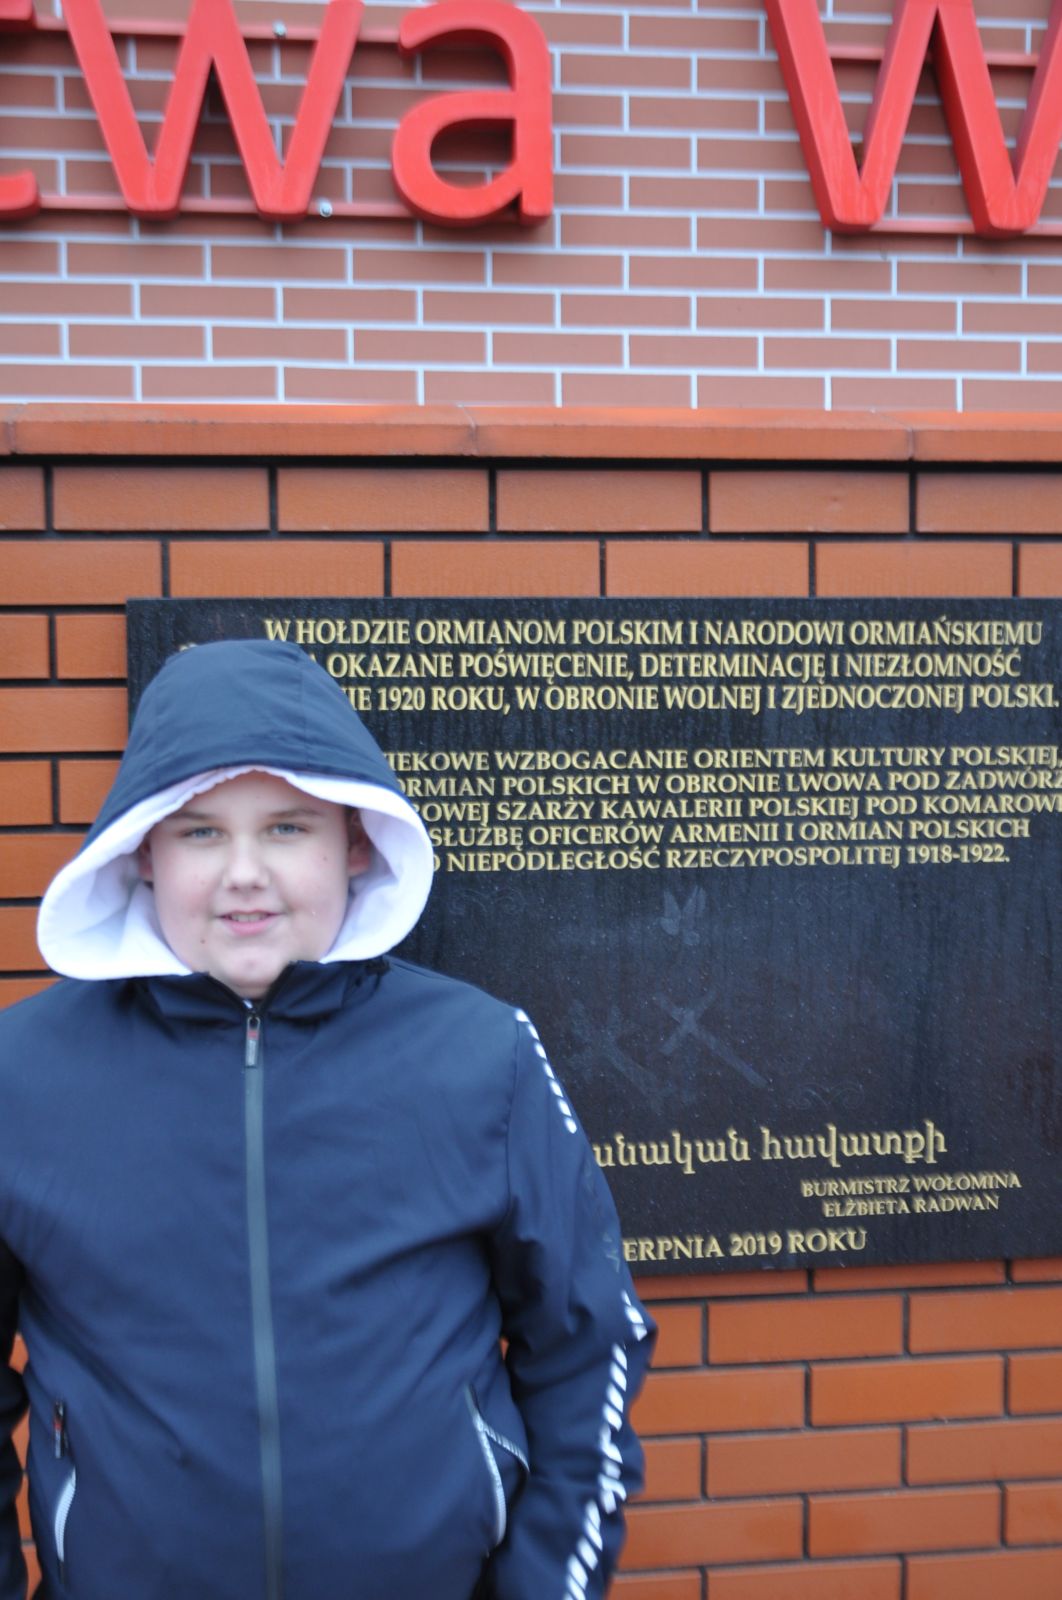 wa W
W HOŁDZIE ORMIANOM POLSKIM I NARODOWI ORMIAŃSKIEMU
OKAZANE POŚWIĘCENIE, DETERMINACJĘ I NIEZŁOMNOŚĆ
1920 ROKU, W OBRONIE WOLNEJ I ZJEDNOCZONEJ POLSKI
WZBOGACANIE ORIENTEM KULTURY POLSKIEJ,
ORMIAN POLSKICH W OBRONIE LWOWA POD ZADWÓRZ
SZARŻY KAWALERII POLSKIEJ POD KOMAROW
SŁUŻBĘ OFICERÓW ARMENII I ORMIAN POLSKICH
O NIEPODLEGŁOŚĆ RZECZYPOSPOLITEJ 1918-1922.
հավատքի
BURMISTRZ WOŁOMINA
ELŻBIETA RADWAN
ERPNIA 2019 ROKU